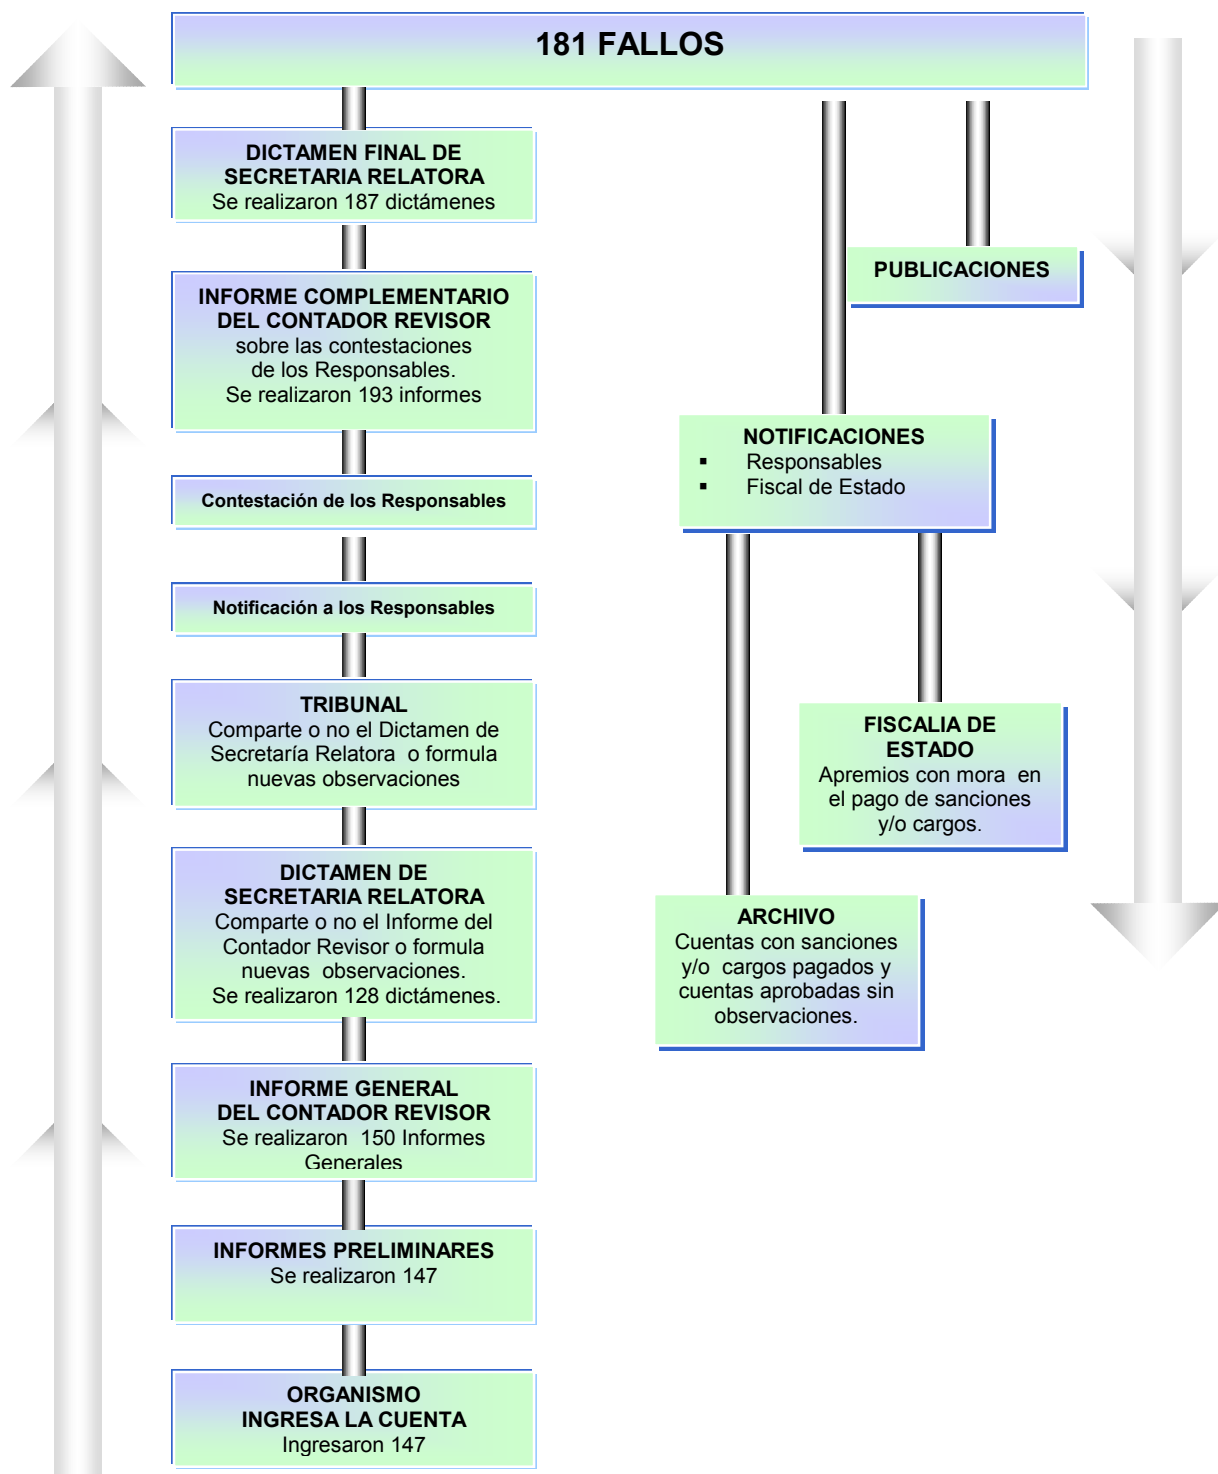 181 FALLOS
DICTAMEN FINAL DE
SECRETARIA RELATORA
Se realizaron 187 dictámenes
INFORME COMPLEMENTARIO
DEL CONTADOR REVISOR
sobre las contestaciones
de los Responsables.
Se realizaron 193 informes
Contestación de los Responsables
Notificación a los Responsables
TRIBUNAL
Comparte o no el Dictamen de
Secretaría Relatora o formula
nuevas observaciones
DICTAMEN DE
SECRETARIA RELATORA
Comparte o no el Informe del
Contador Revisor o formula
nuevas observaciones.
Se realizaron 128 dictámenes.
INFORME GENERAL
DEL CONTADOR REVISOR
Se realizaron 150 Informes
Generales
INFORMES PRELIMINARES
Se realizaron 147
ORGANISMO
INGRESA LA CUENTA
Ingresaron 147
PUBLICACIONES
NOTIFICACIONES
▪ Responsables
▪ Fiscal de Estado
FISCALIA DE
ESTADO
Apremios con mora en
el pago de sanciones
y/o cargos.
ARCHIVO
Cuentas con sanciones
y/o cargos pagados y
cuentas aprobadas sin
observaciones.